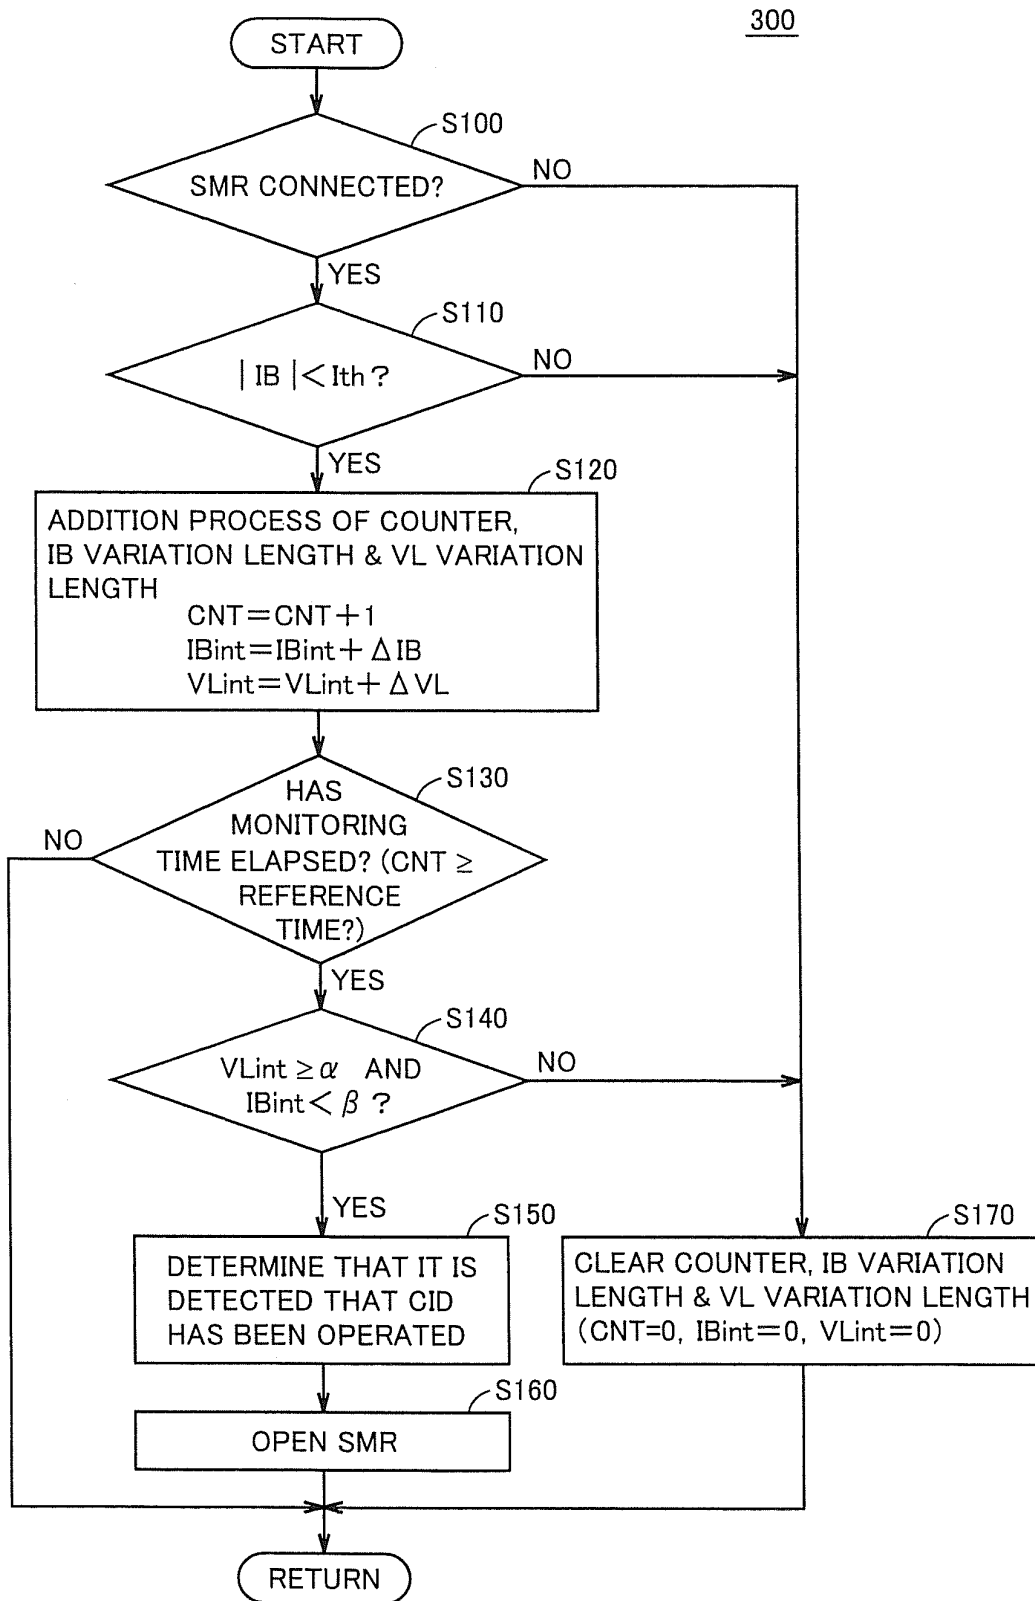 300
START
S100
SMR CONNECTED?
NO
YES
S110
| IB | < Ith ?
NO
YES
S120
ADDITION PROCESS OF COUNTER,
IB VARIATION LENGTH & VL VARIATION
LENGTH
CNT=CNT+1
IBint=IBint+ΔIB
VLint=VLint+ΔVL
S130
HAS
MONITORING
TIME ELAPSED? (CNT ≥
REFERENCE
TIME?)
NO
YES
S140
VLint ≥ α AND
IBint < β ?
NO
YES
S150
DETERMINE THAT IT IS
DETECTED THAT CID
HAS BEEN OPERATED
S170
CLEAR COUNTER, IB VARIATION
LENGTH & VL VARIATION LENGTH
(CNT=0, IBint=0, VLint=0)
S160
OPEN SMR
RETURN